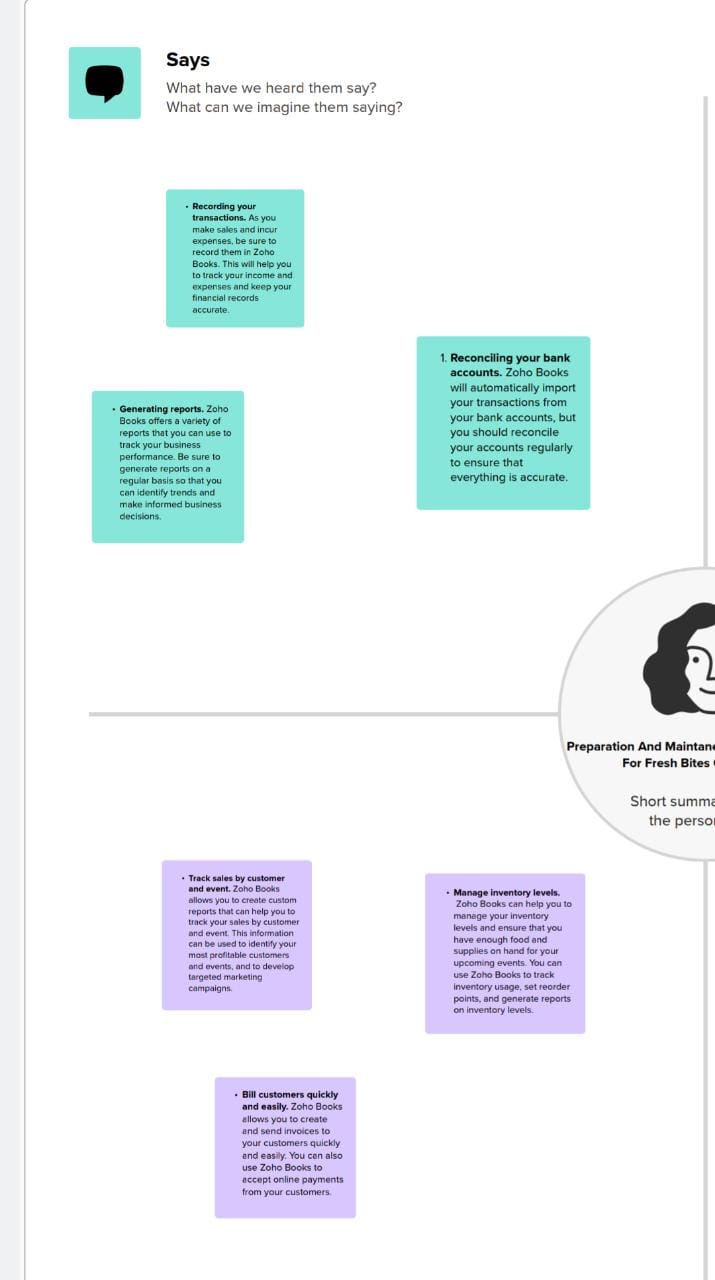 Says
What have we heard them say?
What can we imagine them saying?
• Recording your
transactions. As you
make sales and incur
expenses, be sure to
record them in Zoho
Books. This will help you
to track your income and
expenses and keep your
financial records
accurate.
1. Reconciling your bank
accounts. Zoho Books
will automatically import
your transactions from
your bank accounts, but
you should reconcile
your accounts regularly
to ensure that
everything is accurate.
• Generating reports. Zoho
Books offers a variety of
reports that you can use to
track your business
performance. Be sure to
generate reports on a
regular basis so that you
can identify trends and
make informed business
decisions.
Preparation And Maintane
For Fresh Bites
Short summa
the perso
• Track sales by customer
and event. Zoho Books
allows you to create custom
reports that can help you to
track your sales by customer
and event. This information
can be used to identify your
most profitable customers
and events, and to develop
targeted marketing
campaigns.
• Manage inventory levels.
Zoho Books can help you to
manage your inventory
levels and ensure that you
have enough food and
supplies on hand for your
upcoming events. You can
use Zoho Books to track
inventory usage, set reorder
points, and generate reports
on inventory levels.
• Bill customers quickly
and easily. Zoho Books
allows you to create
and send invoices to
your customers quickly
and easily. You can also
use Zoho Books to
accept online payments
from your customers.